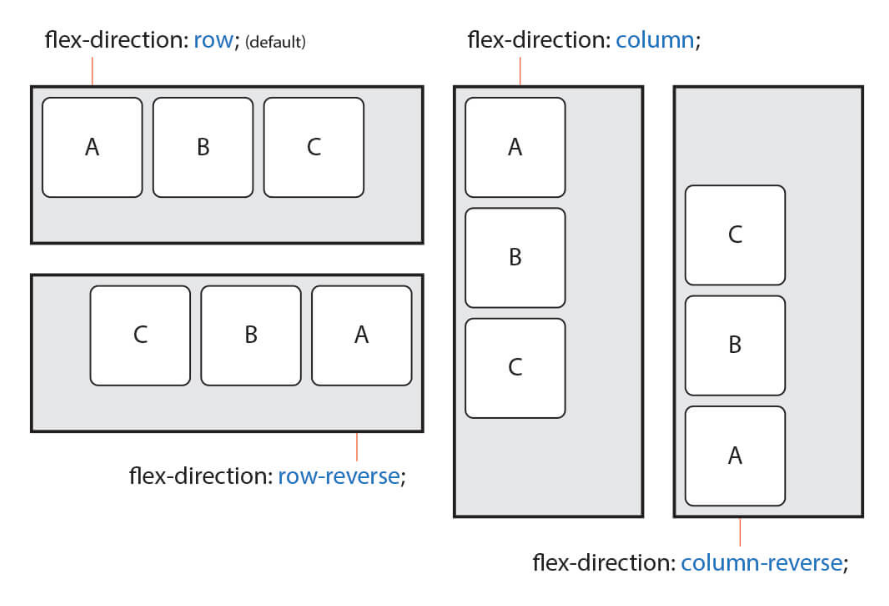 flex-direction: row; (default)
A B C
C B A
flex-direction: row-reverse;
flex-direction: column;
A
B
C
C
B
A
flex-direction: column-reverse;